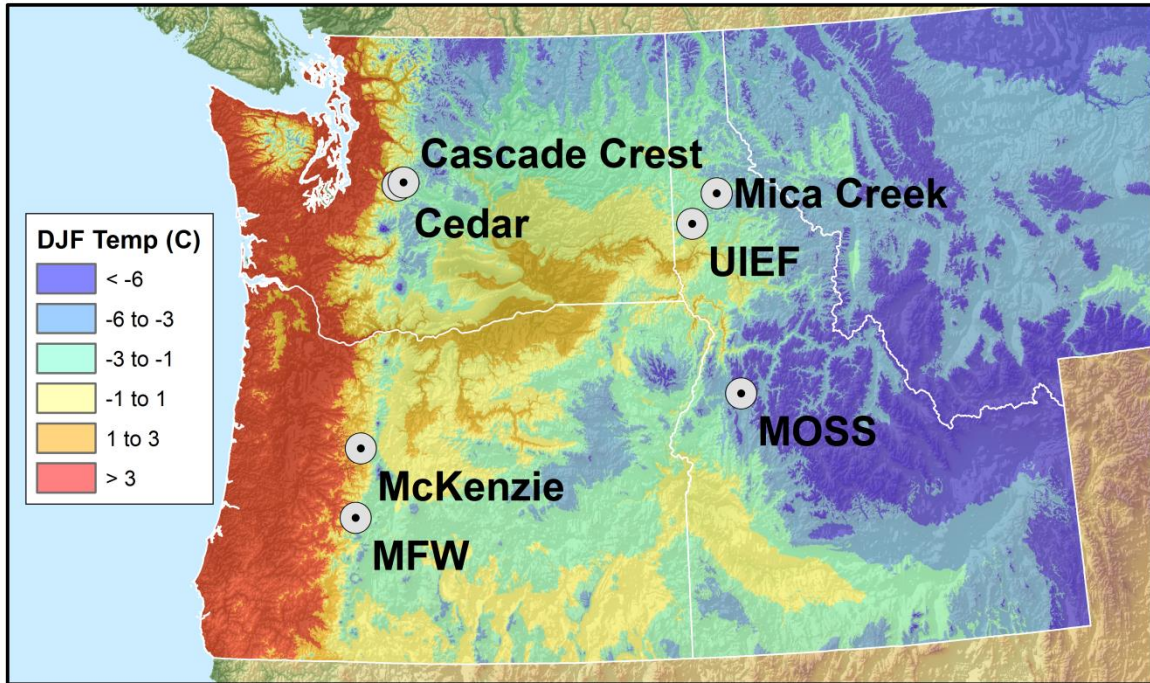 Cascade Crest
Cedar
Mica Creek
UIEF
DJF Temp (C)
< -6
-6 to -3
-3 to -1
-1 to 1
1 to 3
> 3
MOSS
McKenzie
MFW